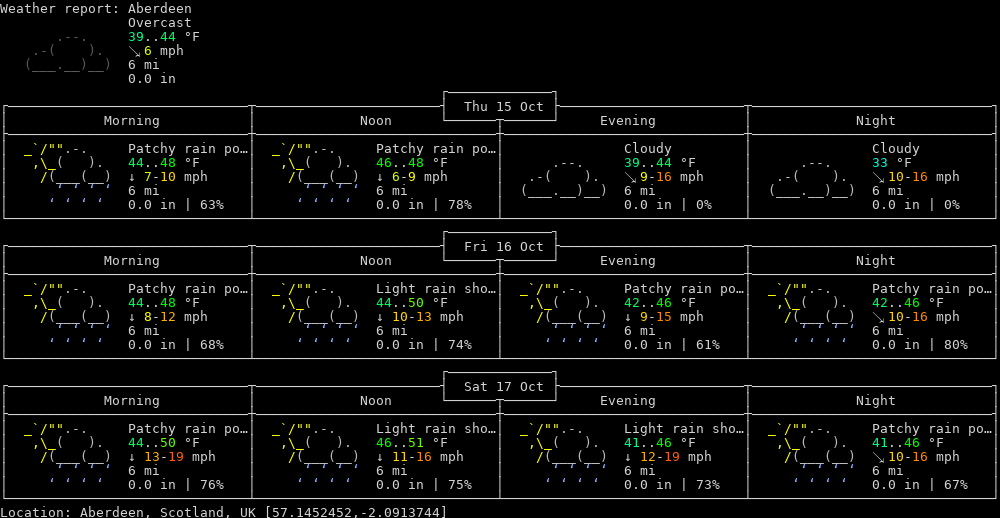 Weather report: Aberdeen
Overcast
39..44 °F
↘ 6 mph
6 mi
0.0 in
Thu 15 Oct
Morning Noon Evening Night
Patchy rain po… Patchy rain po… Cloudy Cloudy
44..48 °F 46..48 °F 39..44 °F 33 °F
↓ 7-10 mph ↓ 6-9 mph ↘ 9-16 mph ↘ 10-16 mph
6 mi 6 mi 6 mi 6 mi
0.0 in | 63% 0.0 in | 78% 0.0 in | 0% 0.0 in | 0%
Fri 16 Oct
Morning Noon Evening Night
Patchy rain po… Light rain sho… Patchy rain po… Patchy rain po…
44..48 °F 44..50 °F 42..46 °F 42..46 °F
↓ 8-12 mph ↓ 10-13 mph ↓ 9-15 mph ↘ 10-16 mph
6 mi 6 mi 6 mi 6 mi
0.0 in | 68% 0.0 in | 74% 0.0 in | 61% 0.0 in | 80%
Sat 17 Oct
Morning Noon Evening Night
Patchy rain po… Light rain sho… Light rain sho… Patchy rain po…
44..50 °F 46..51 °F 41..46 °F 41..46 °F
↓ 13-19 mph ↓ 11-16 mph ↓ 12-19 mph ↘ 10-16 mph
6 mi 6 mi 6 mi 6 mi
0.0 in | 76% 0.0 in | 75% 0.0 in | 73% 0.0 in | 67%
Location: Aberdeen, Scotland, UK [57.1452452,-2.0913744]